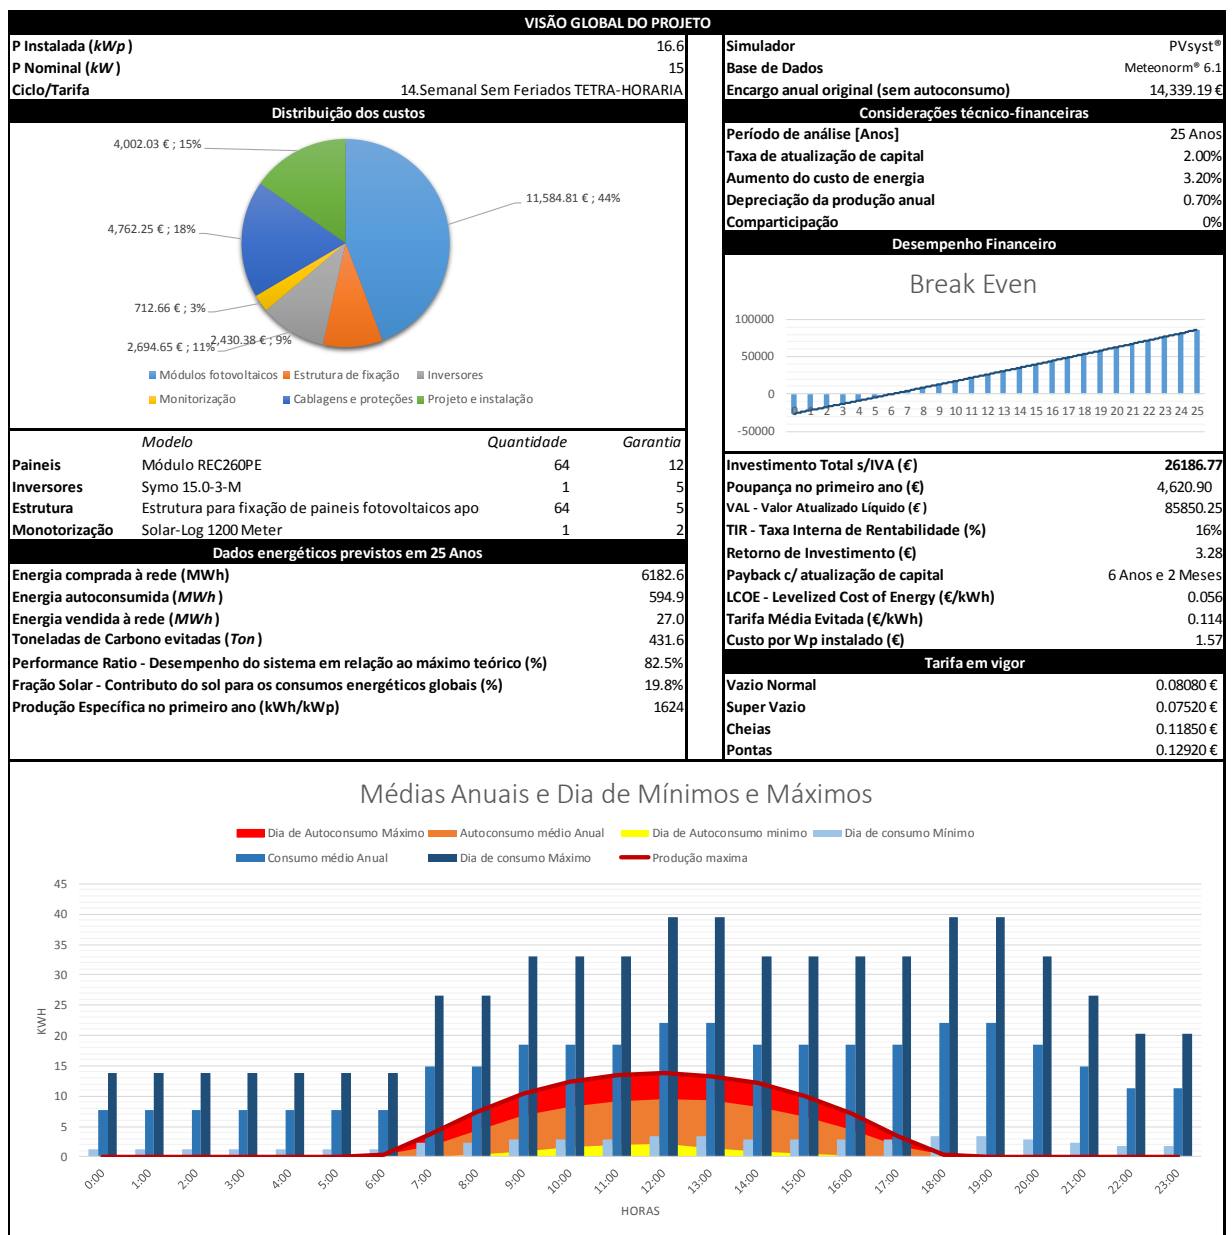 VISÃO GLOBAL DO PROJETO
P Instalada (kWp) 16.6
P Nominal (kW) 15
Ciclo/Tarifa 14.Semanal Sem Feriados TETRA-HORARIA
Simulador PVsyst®
Base de Dados Meteonorm® 6.1
Encargo anual original (sem autoconsumo) 14,339.19 €
Distribuição dos custos
4,002.03 € ; 15%
11,584.81 € ; 44%
4,762.25 € ; 18%
712.66 € ; 3%
2,430.38 € ; 9%
2,694.65 € ; 11%
Módulos fotovoltaicos Estrutura de fixação Inversores
Monitorização Cablagens e proteções Projeto e instalação
Considerações técnico-financeiras
Período de análise [Anos] 25 Anos
Taxa de atualização de capital 2.00%
Aumento do custo de energia 3.20%
Depreciação da produção anual 0.70%
Comparticipação 0%
Desempenho Financeiro
Break Even
100000
50000
0
-50000
0 1 2 3 4 5 6 7 8 9 10 11 12 13 14 15 16 17 18 19 20 21 22 23 24 25
Modelo Quantidade Garantia
Paineis Módulo REC260PE 64 12
Inversores Symo 15.0-3-M 1 5
Estrutura Estrutura para fixação de paineis fotovoltaicos apo 64 5
Monotorização Solar-Log 1200 Meter 1 2
Dados energéticos previstos em 25 Anos
Energia comprada à rede (MWh) 6182.6
Energia autoconsumida (MWh) 594.9
Energia vendida à rede (MWh) 27.0
Toneladas de Carbono evitadas (Ton) 431.6
Performance Ratio - Desempenho do sistema em relação ao máximo teórico (%) 82.5%
Fração Solar - Contributo do sol para os consumos energéticos globais (%) 19.8%
Produção Específica no primeiro ano (kWh/kWp) 1624
Investimento Total s/IVA (€) 26186.77
Poupança no primeiro ano (€) 4,620.90
VAL - Valor Atualizado Líquido (€) 85850.25
TIR - Taxa Interna de Rentabilidade (%) 16%
Retorno de Investimento (€) 3.28
Payback c/ atualização de capital 6 Anos e 2 Meses
LCOE - Levelized Cost of Energy (€/kWh) 0.056
Tarifa Média Evitada (€/kWh) 0.114
Custo por Wp instalado (€) 1.57
Tarifa em vigor
Vazio Normal 0.08080 €
Super Vazio 0.07520 €
Cheias 0.11850 €
Pontas 0.12920 €
Médias Anuais e Dia de Mínimos e Máximos
Dia de Autoconsumo Máximo Autoconsumo médio Anual Dia de Autoconsumo minimo Dia de consumo Mínimo
Consumo médio Anual Dia de consumo Máximo Produção maxima
45
40
35
30
25
20
15
10
5
0
KWH
0:00 1:00 2:00 3:00 4:00 5:00 6:00 7:00 8:00 9:00 10:00 11:00 12:00 13:00 14:00 15:00 16:00 17:00 18:00 19:00 20:00 21:00 22:00 23:00
HORAS